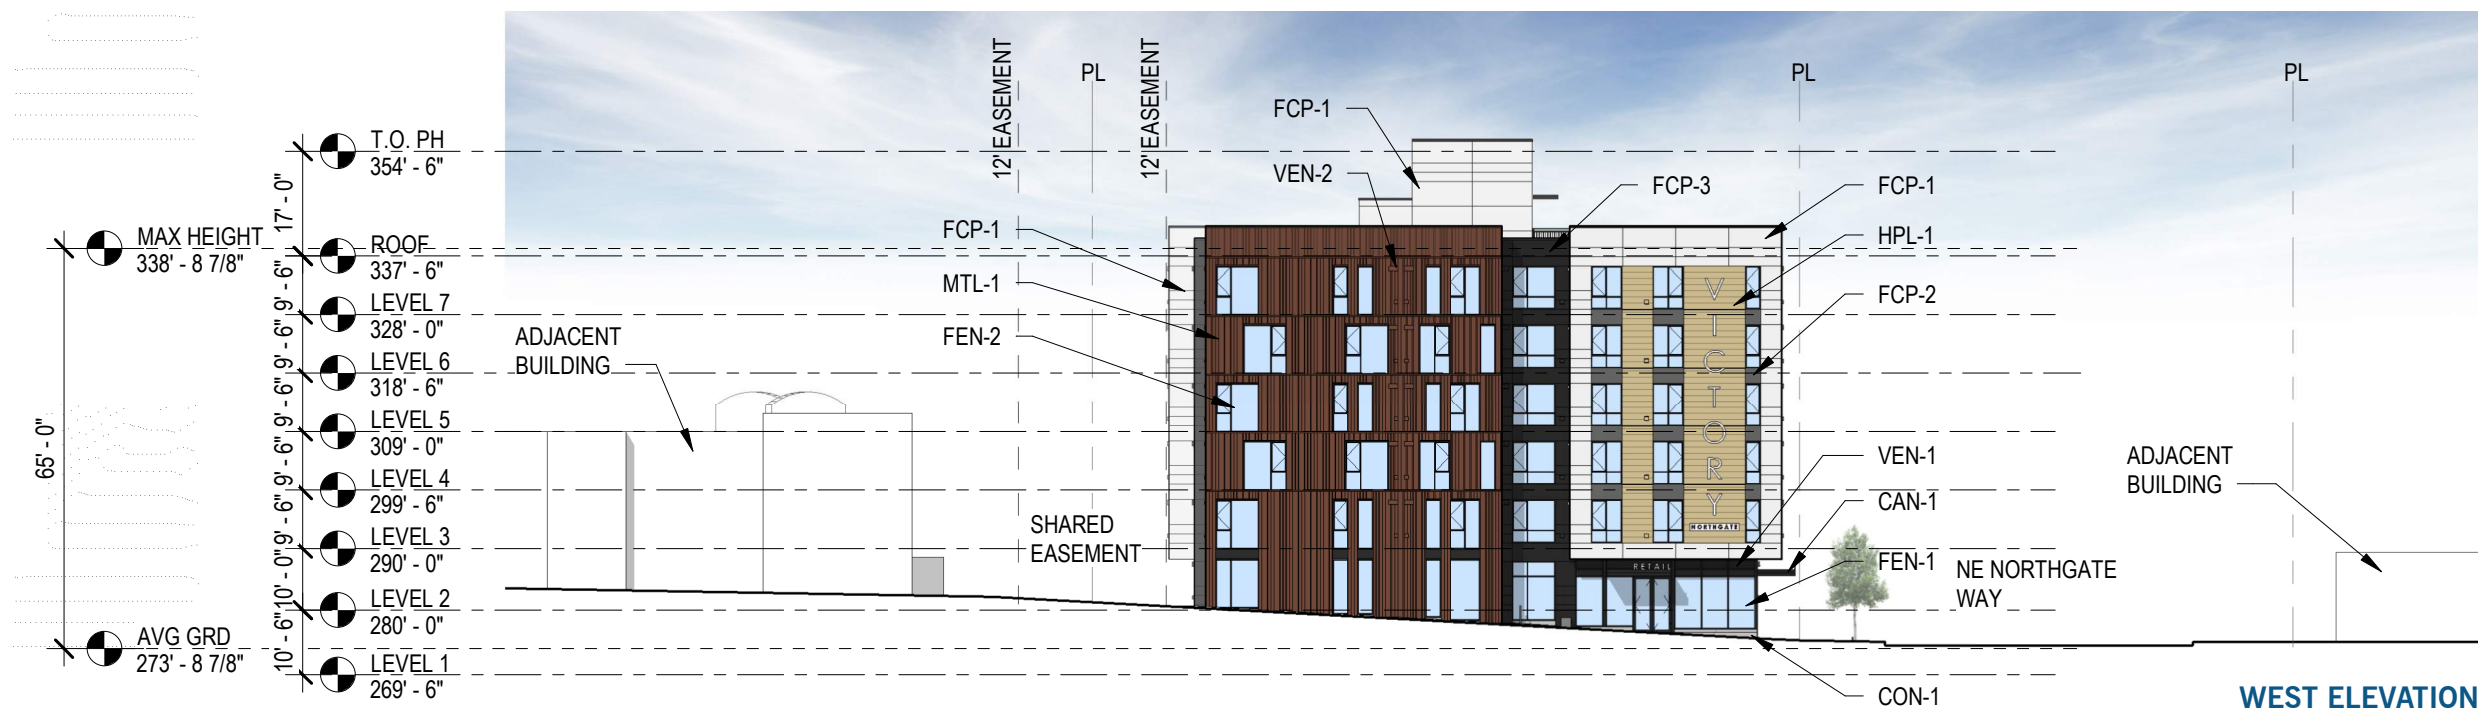 12' EASEMENT
PL
12' EASEMENT
PL
PL
T.O. PH
354' - 6"
17' - 0"
MAX HEIGHT
338' - 8 7/8"
ROOF
337' - 6"
9' - 6"
LEVEL 7
328' - 0"
9' - 6"
LEVEL 6
318' - 6"
9' - 6"
LEVEL 5
309' - 0"
9' - 6"
LEVEL 4
299' - 6"
9' - 6"
LEVEL 3
290' - 0"
10' - 0"
LEVEL 2
280' - 0"
10' - 6"
LEVEL 1
269' - 6"
65' - 0"
AVG GRD
273' - 8 7/8"
ADJACENT
BUILDING
SHARED
EASEMENT
FCP-1
VEN-2
FCP-1
MTL-1
FEN-2
FCP-3
FCP-1
HPL-1
FCP-2
VEN-1
CAN-1
FEN-1
CON-1
VICTORY
NORTHGATE
RETAIL
NE NORTHGATE
WAY
ADJACENT
BUILDING
WEST ELEVATION